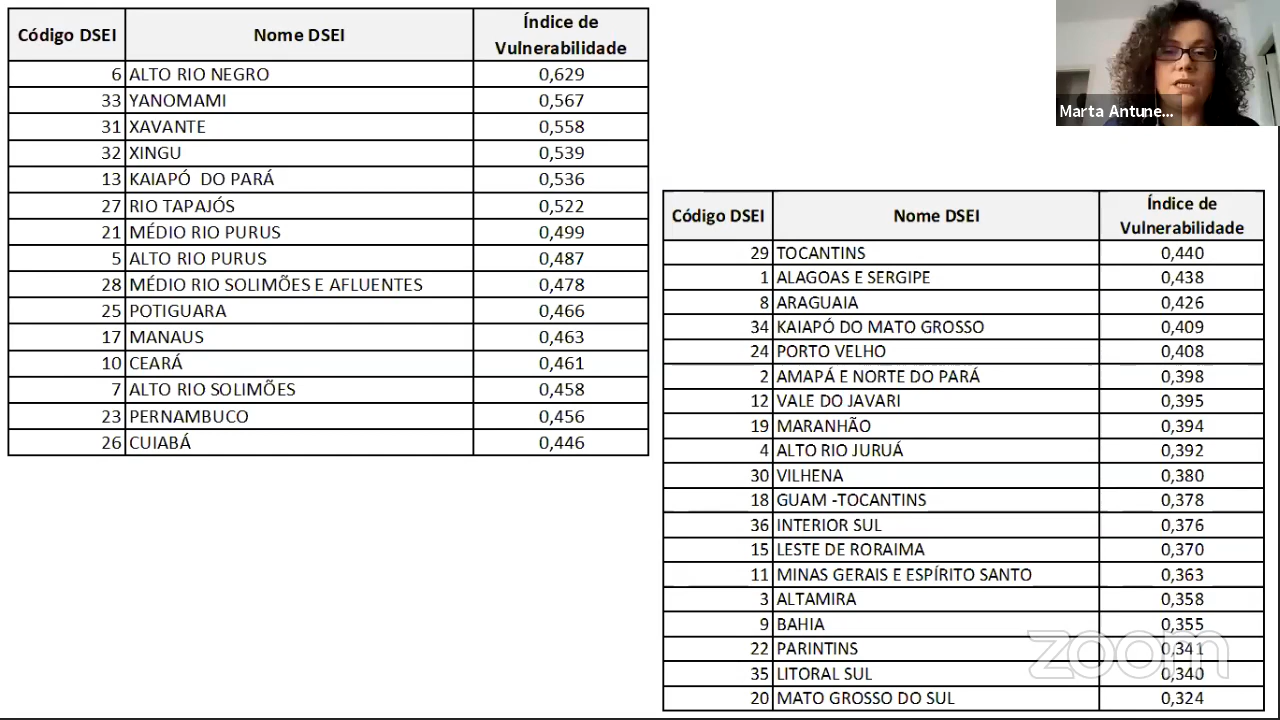 Código DSEI Nome DSEI Índice de Vulnerabilidade
6 ALTO RIO NEGRO 0,629
33 YANOMAMI 0,567
31 XAVANTE 0,558
32 XINGU 0,539
13 KAIAPÓ DO PARÁ 0,536
27 RIO TAPAJÓS 0,522
21 MÉDIO RIO PURUS 0,499
5 ALTO RIO PURUS 0,487
28 MÉDIO RIO SOLIMÕES E AFLUENTES 0,478
25 POTIGUARA 0,466
17 MANAUS 0,463
10 CEARÁ 0,461
7 ALTO RIO SOLIMÕES 0,458
23 PERNAMBUCO 0,456
26 CUIABÁ 0,446
Marta Antune...
Código DSEI Nome DSEI Índice de Vulnerabilidade
29 TOCANTINS 0,440
1 ALAGOAS E SERGIPE 0,438
8 ARAGUAIA 0,426
34 KAIAPÓ DO MATO GROSSO 0,409
24 PORTO VELHO 0,408
2 AMAPÁ E NORTE DO PARÁ 0,398
12 VALE DO JAVARI 0,395
19 MARANHÃO 0,394
4 ALTO RIO JURUÁ 0,392
30 VILHENA 0,380
18 GUAM -TOCANTINS 0,378
36 INTERIOR SUL 0,376
15 LESTE DE RORAIMA 0,370
11 MINAS GERAIS E ESPÍRITO SANTO 0,363
3 ALTAMIRA 0,358
9 BAHIA 0,355
22 PARINTINS 0,341
35 LITORAL SUL 0,340
20 MATO GROSSO DO SUL 0,324
zoom